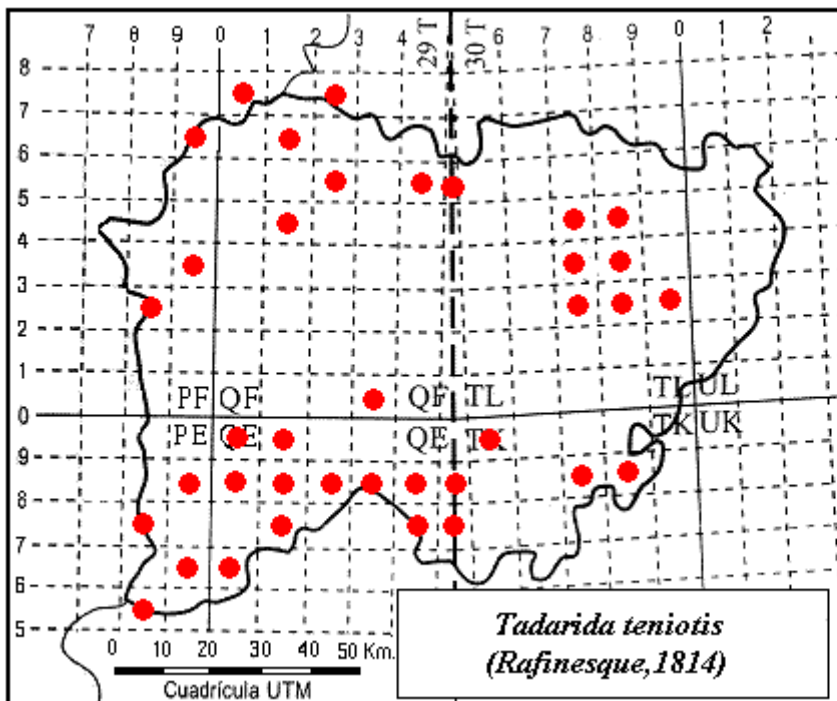 7 8 9 0 1 2 3 4 29 T 30 T 6 7 8 9 0 1 2
8
7
6
5
4
3
2
PF QF QF TL TL UL
0
PE QE QE TK TK UK
9
8
7
6
5
0 10 20 30 40 50 Km.
Cuadrícula UTM
Tadarida teniotis
(Rafinesque,1814)